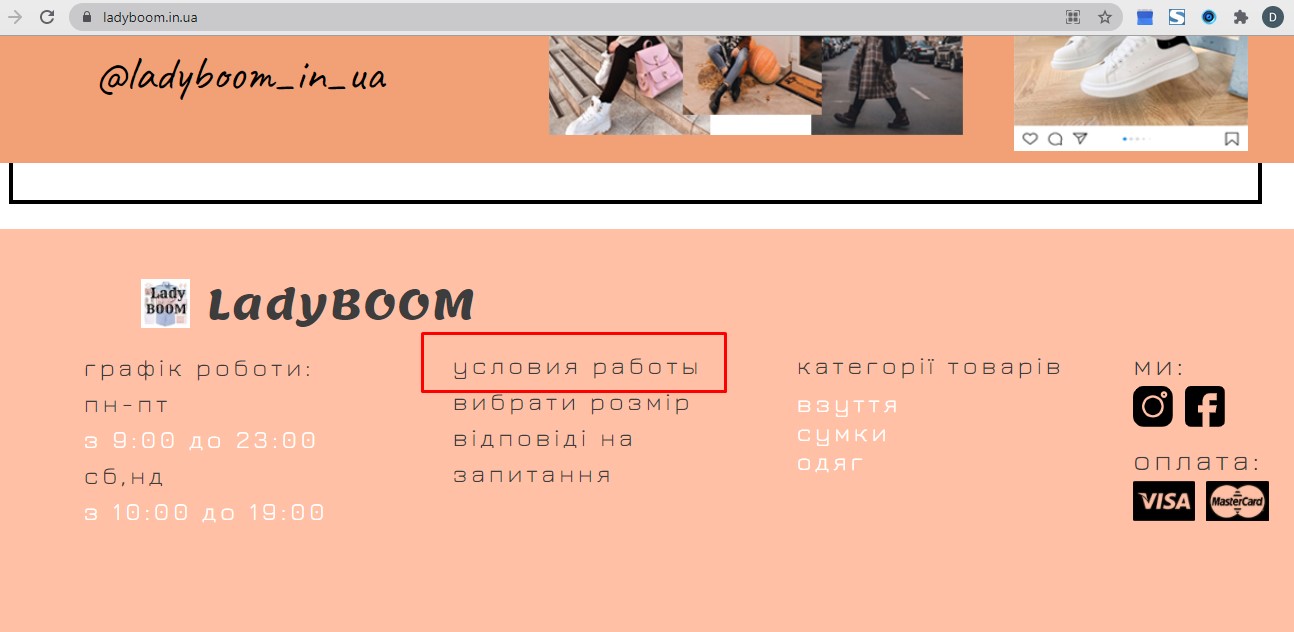 ladyboom.in.ua
D
@ladyboom_in_ua
Lady
BOOM
LadyBOOM
графік роботи:
пн-пт
з 9:00 до 23:00
сб,нд
з 10:00 до 19:00
условия работы
вибрати розмір
відповіді на
запитання
категорії товарів
взуття
сумки
одяг
ми:
оплата:
VISA
MasterCard